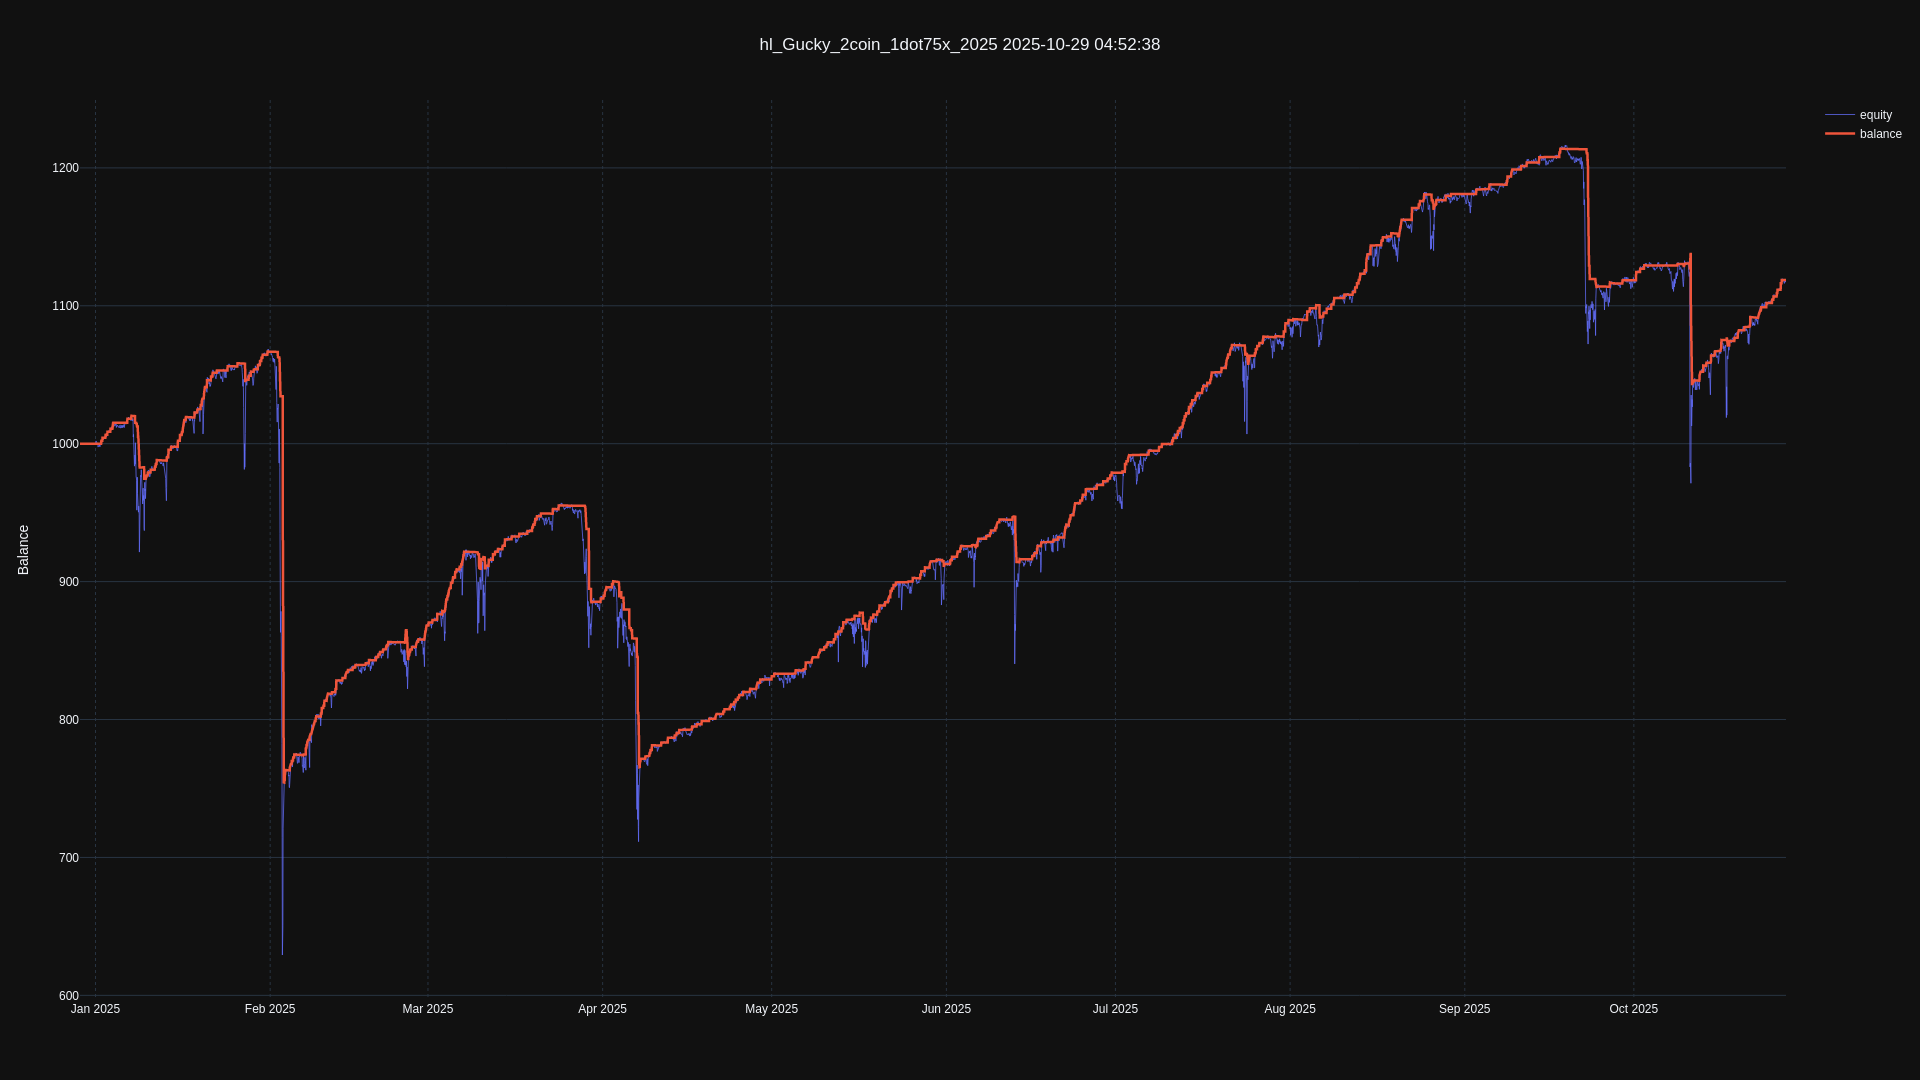 hl_Gucky_2coin_1dot75x_2025 2025-10-29 04:52:38
equity
balance
1200
1100
1000
900
800
700
600
Balance
Jan 2025
Feb 2025
Mar 2025
Apr 2025
May 2025
Jun 2025
Jul 2025
Aug 2025
Sep 2025
Oct 2025